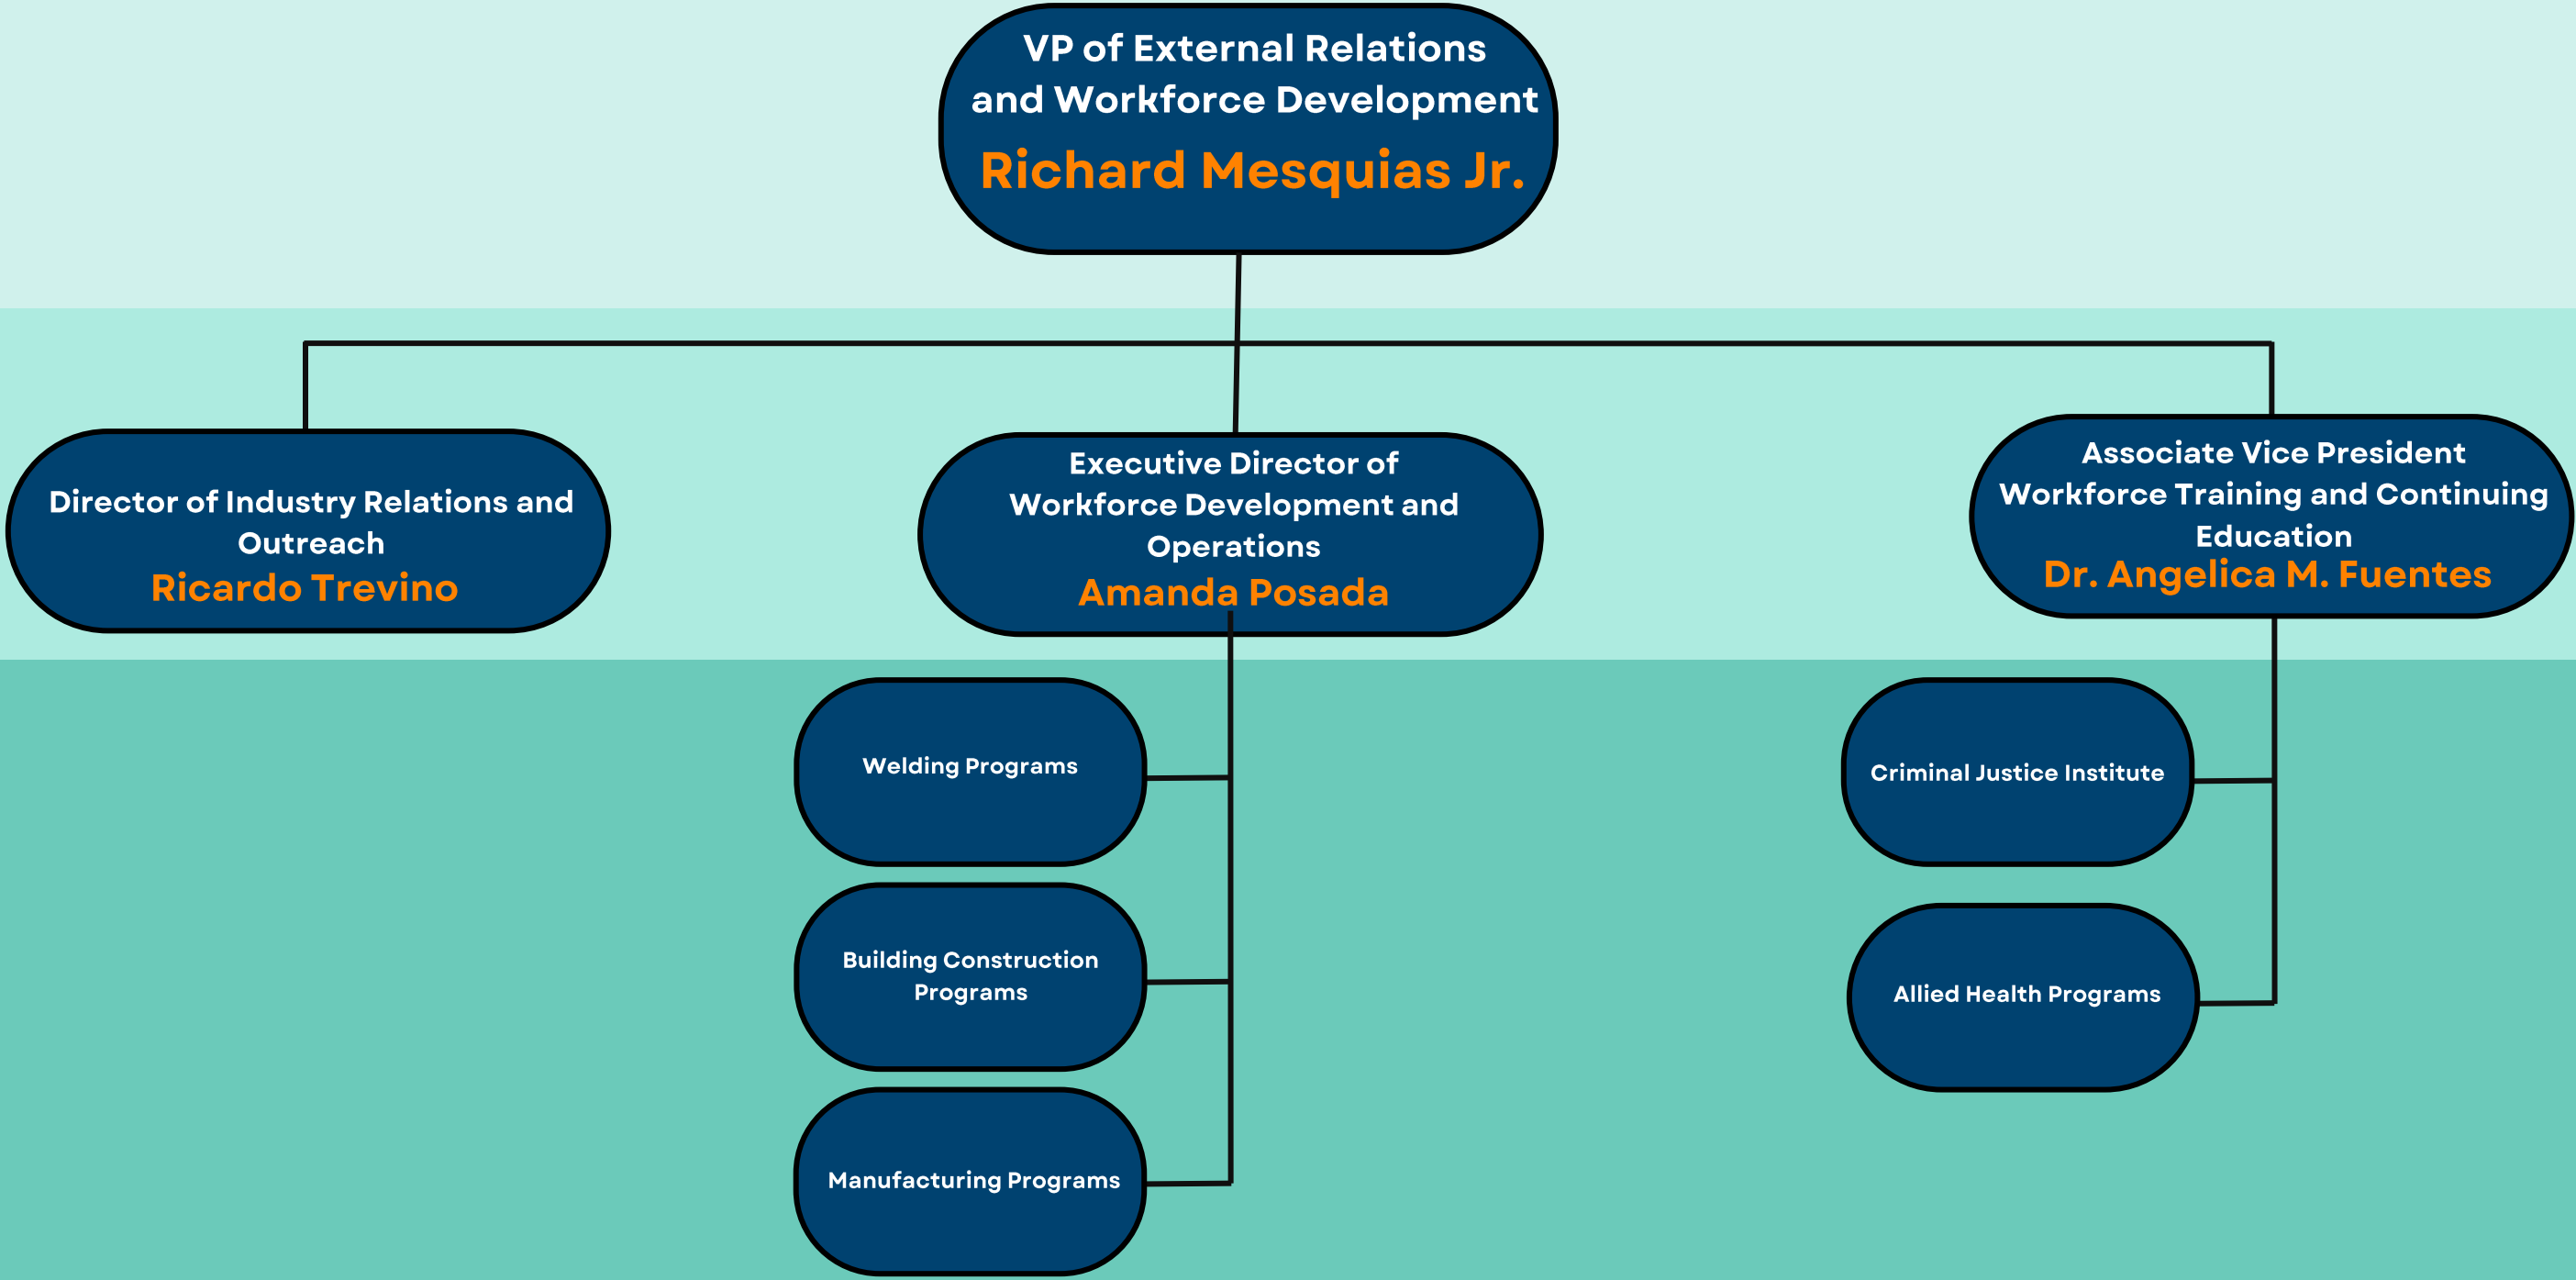 VP of External Relations
and Workforce Development
Richard Mesquias Jr.
Director of Industry Relations and
Outreach
Ricardo Trevino
Executive Director of
Workforce Development and
Operations
Amanda Posada
Associate Vice President
Workforce Training and Continuing
Education
Dr. Angelica M. Fuentes
Welding Programs
Building Construction
Programs
Manufacturing Programs
Criminal Justice Institute
Allied Health Programs